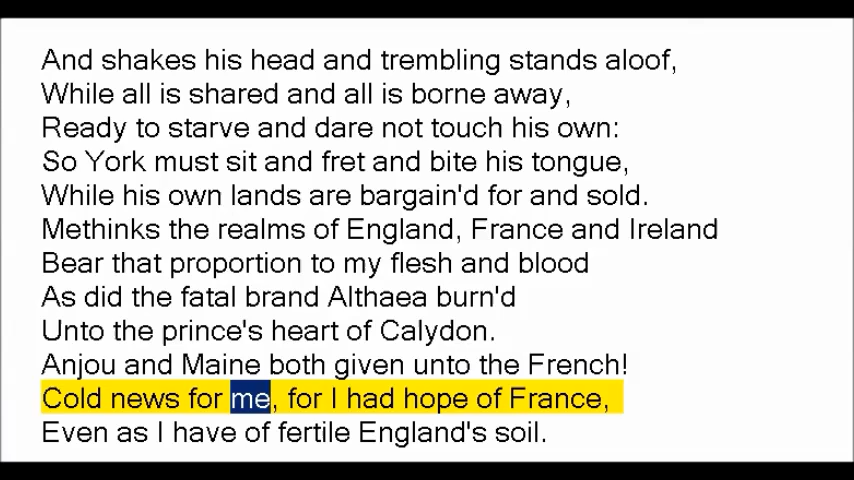 And shakes his head and trembling stands aloof,
While all is shared and all is borne away,
Ready to starve and dare not touch his own:
So York must sit and fret and bite his tongue,
While his own lands are bargain'd for and sold.
Methinks the realms of England, France and Ireland
Bear that proportion to my flesh and blood
As did the fatal brand Althaea burn'd
Unto the prince's heart of Calydon.
Anjou and Maine both given unto the French!
Cold news for me, for I had hope of France,
Even as I have of fertile England's soil.